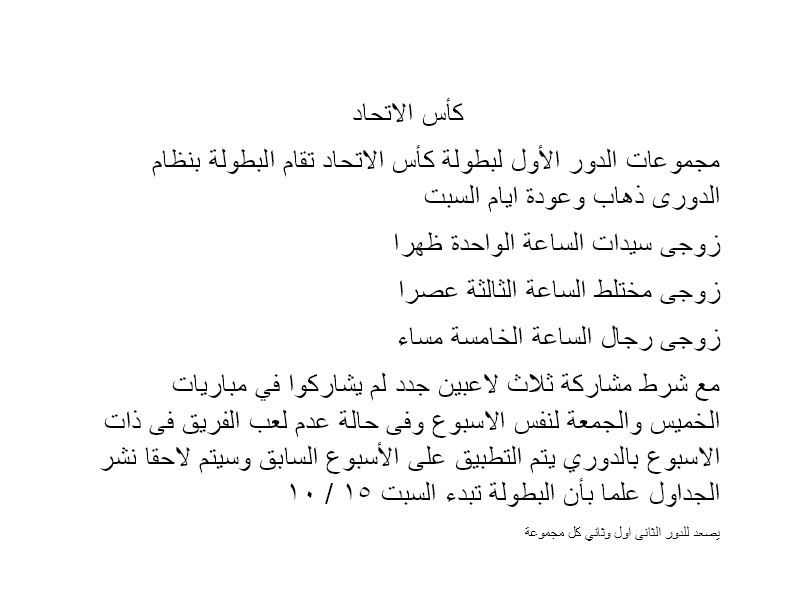 كأس الاتحاد
مجموعات الدور الأول لبطولة كأس الاتحاد تقام البطولة بنظام
الدورى ذهاب وعودة ايام السبت
زوجى سيدات الساعة الواحدة ظهرا
زوجى مختلط الساعة الثالثة عصرا
زوجى رجال الساعة الخامسة مساء
مع شرط مشاركة ثلاث لاعبين جدد لم يشاركوا في مباريات
الخميس والجمعة لنفس الاسبوع وفى حالة عدم لعب الفريق فى ذات
الاسبوع بالدوري يتم التطبيق على الأسبوع السابق وسيتم لاحقا نشر
الجداول علما بأن البطولة تبدء السبت ١٥ / ١٠
يصعد للدور الثانى اول وثاني كل مجموعة